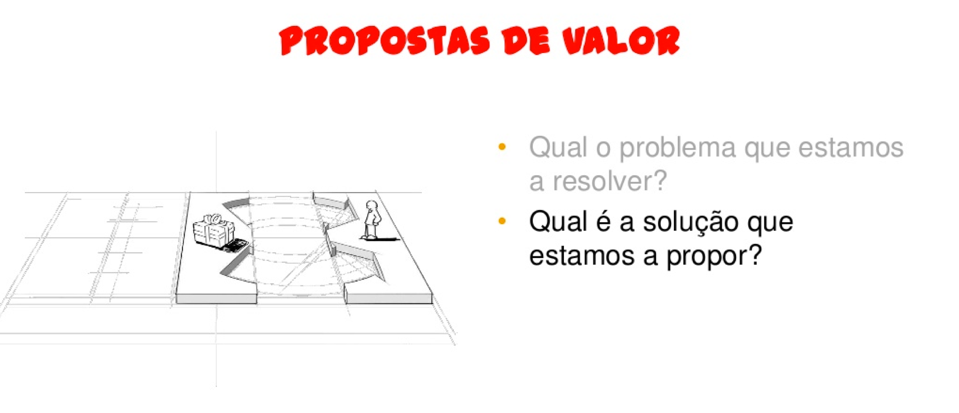 PROPOSTAS DE VALOR
• Qual o problema que estamos
a resolver?
• Qual é a solução que
estamos a propor?